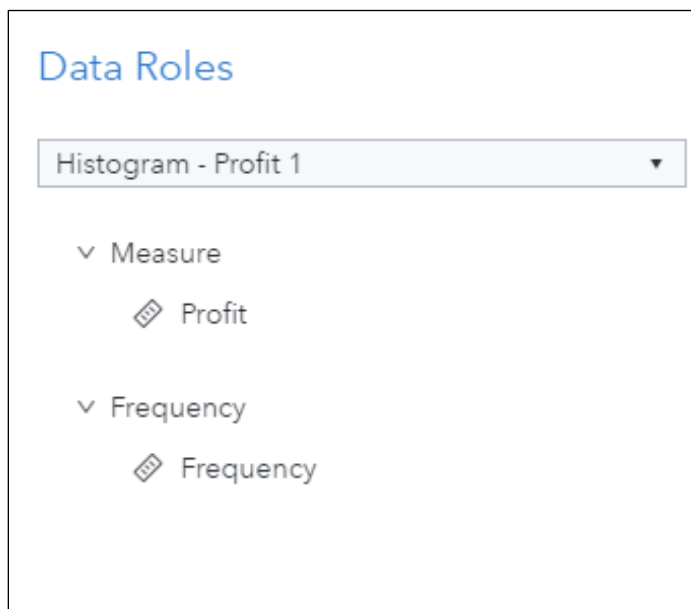 Data Roles
Histogram - Profit 1
Measure
Profit
Frequency
Frequency